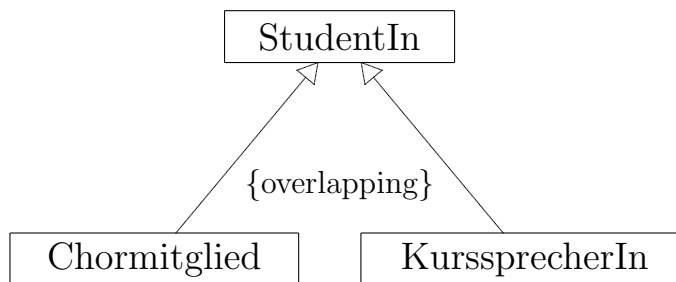 StudentIn
{overlapping}
Chormitglied
KurssprecherIn